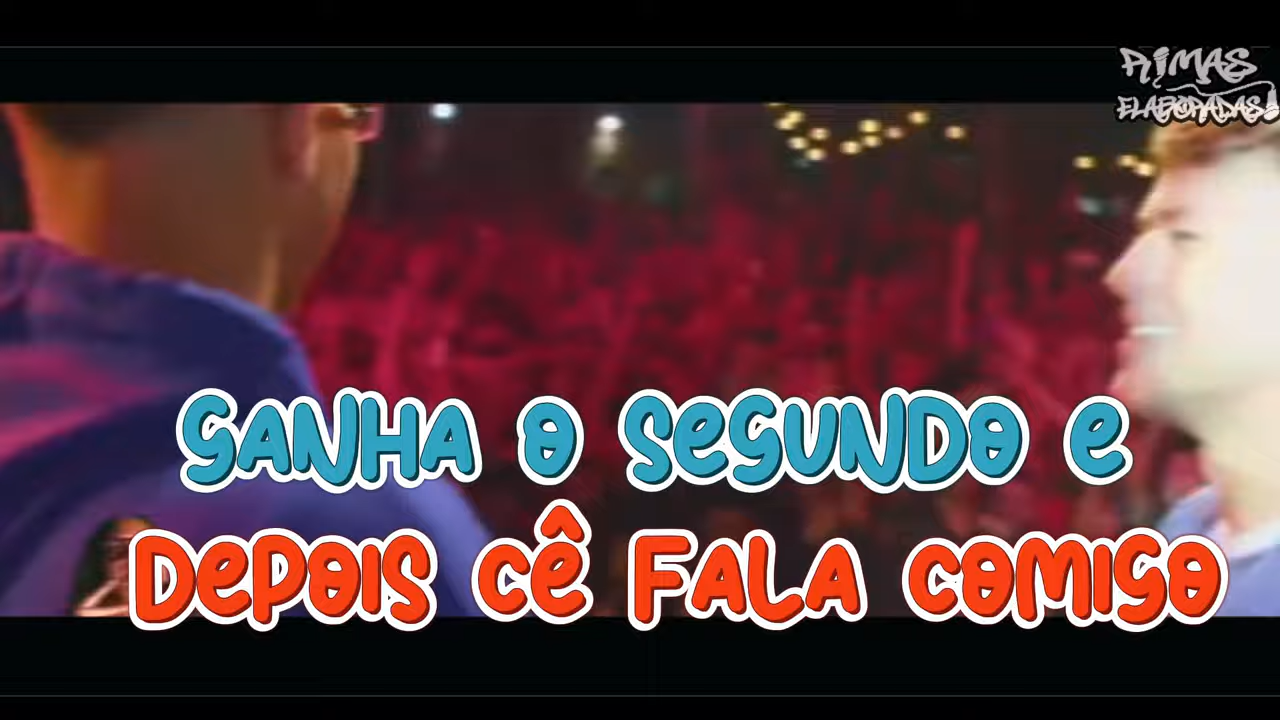 RIMAS
ELABORADAS!
GANHA O SEGUNDO E
DEPOIS CÊ FALA COMIGO